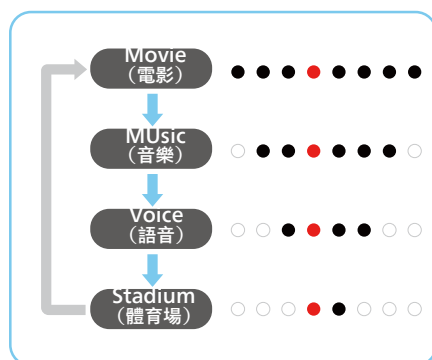 Movie
（電影）
MUsic
（音樂）
Voice
（語音）
Stadium
（體育場）